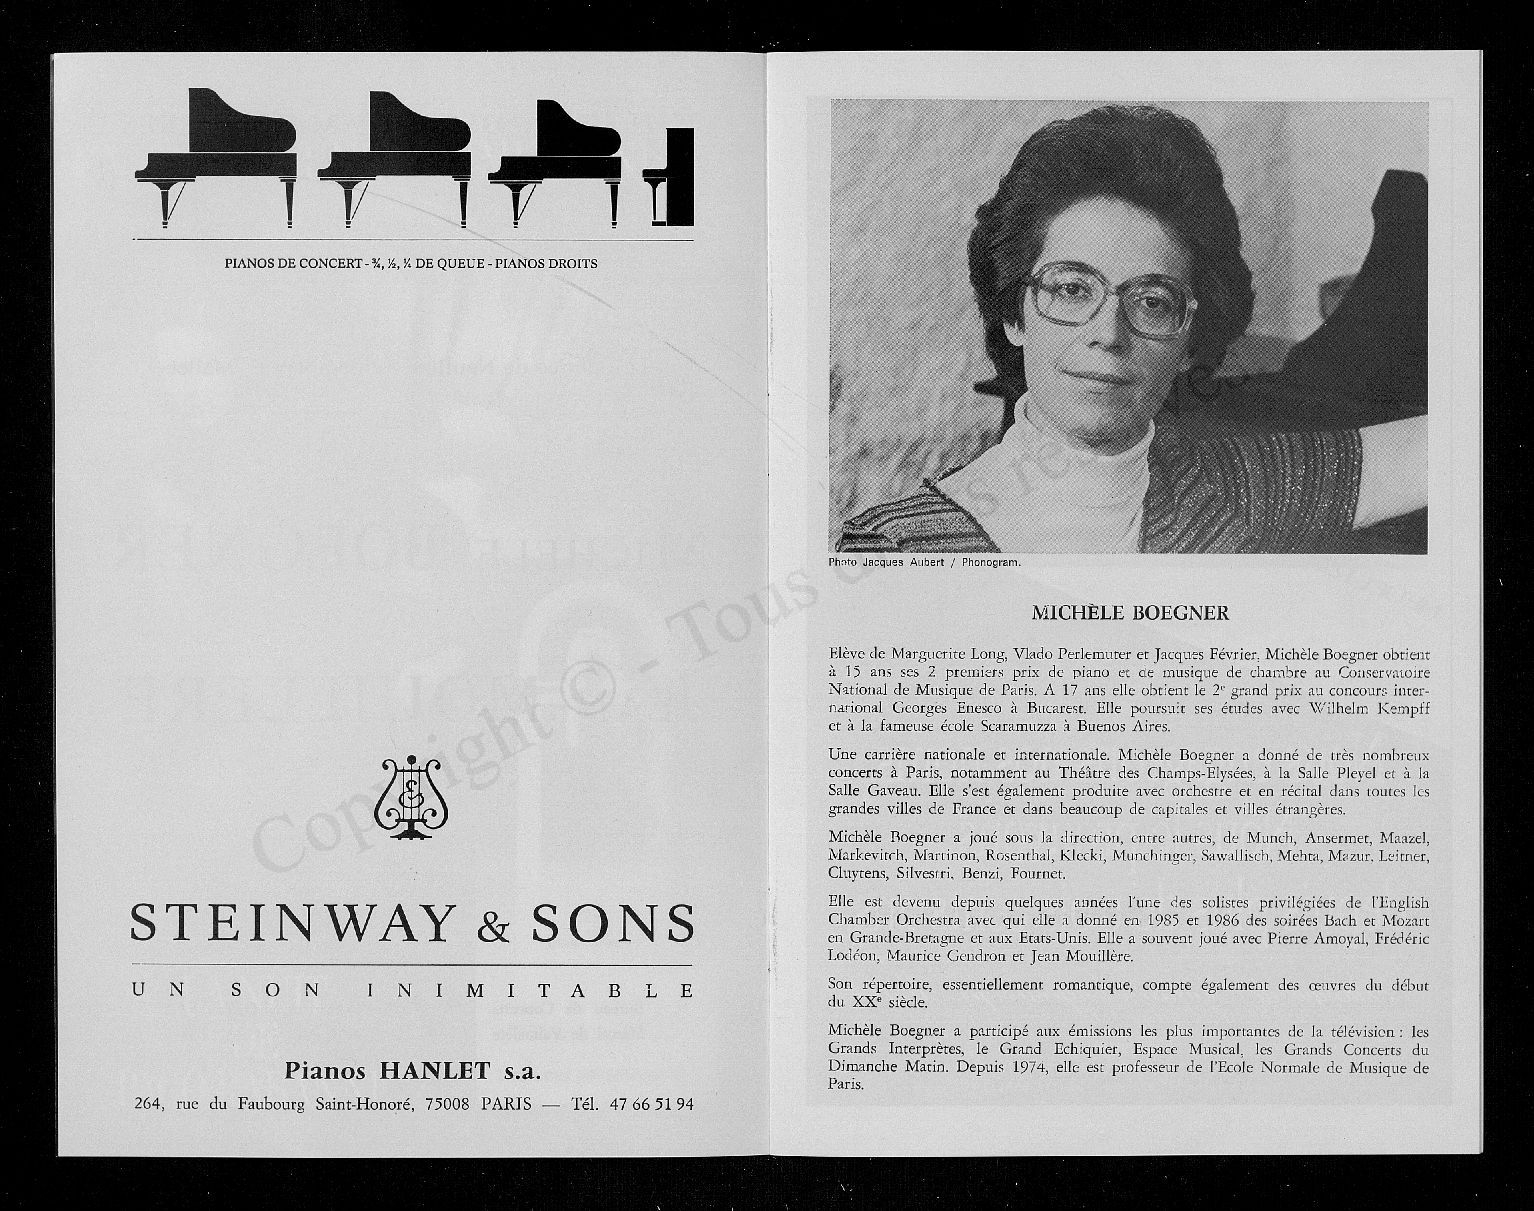 PIANOS DE CONCERT - ¾, ½, ¼ DE QUEUE - PIANOS DROITS
STEINWAY & SONS
UN SON INIMITABLE
Pianos HANLET s.a.
264, rue du Faubourg Saint-Honoré, 75008 PARIS — Tél. 47 66 51 94
Photo Jacques Aubert / Phonogram.
MICHÈLE BOEGNER
Elève de Marguerite Long, Vlado Perlemuter et Jacques Février, Michèle Boegner obtient
à 15 ans ses 2 premiers prix de piano et de musique de chambre au Conservatoire
National de Musique de Paris. A 17 ans elle obtient le 2e grand prix au concours inter-
national Georges Enesco à Bucarest. Elle poursuit ses études avec Wilhelm Kempff
et à la fameuse école Scaramuzza à Buenos Aires.
Une carrière nationale et internationale. Michèle Boegner a donné de très nombreux
concerts à Paris, notamment au Théâtre des Champs-Elysées, à la Salle Pleyel et à la
Salle Gaveau. Elle s'est également produite avec orchestre et en récital dans toutes les
grandes villes de France et dans beaucoup de capitales et villes étrangères.
Michèle Boegner a joué sous la direction, entre autres, de Munch, Ansermet, Maazel,
Markevitch, Martinon, Rosenthal, Klecki, Munchinger, Sawallisch, Mehta, Mazur, Leitner,
Cluytens, Silvestri, Benzi, Fournet.
Elle est devenu depuis quelques années l'une des solistes privilégiées de l'English
Chamber Orchestra avec qui elle a donné en 1985 et 1986 des soirées Bach et Mozart
en Grande-Bretagne et aux Etats-Unis. Elle a souvent joué avec Pierre Amoyal, Frédéric
Lodéon, Maurice Gendron et Jean Mouillère.
Son répertoire, essentiellement romantique, compte également des œuvres du début
du XXe siècle.
Michèle Boegner a participé aux émissions les plus importantes de la télévision : les
Grands Interprètes, le Grand Echiquier, Espace Musical, les Grands Concerts du
Dimanche Matin. Depuis 1974, elle est professeur de l'Ecole Normale de Musique de
Paris.
Copyright © - Tous